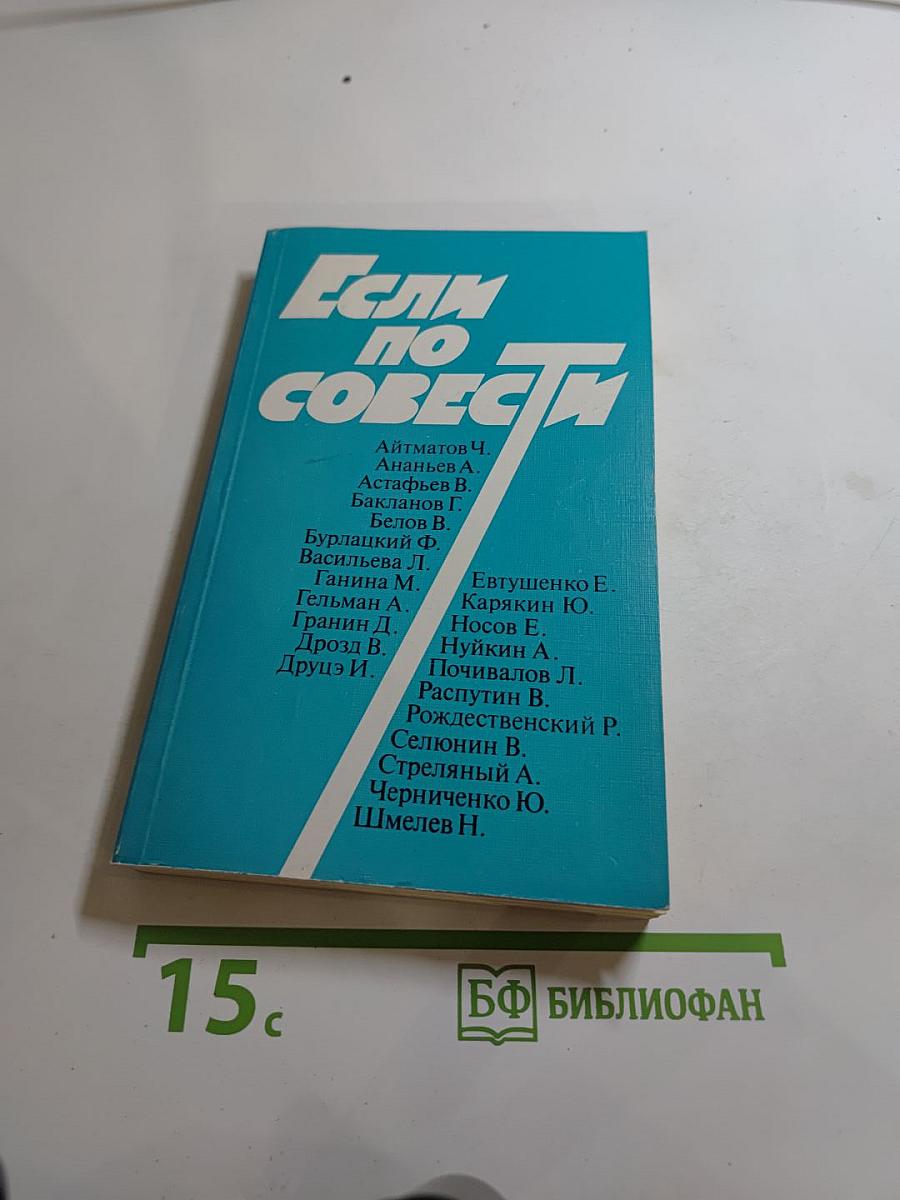 Если
по
совести
Айтматов Ч.
Ананьев А.
Астафьев В.
Бакланов Г.
Белов В.
Бурлацкий Ф.
Васильева Л.
Ганина М.
Гельман А.
Гранин Д.
Дрозд В.
Друцэ И.
Евтушенко Е.
Карякин Ю.
Носов Е.
Нуйкин А.
Почивалов Л.
Распутин В.
Рождественский Р.
Селюнин В.
Стреляный А.
Черниченко Ю.
Шмелев Н.
15 с
БФ БИБЛИОФАН